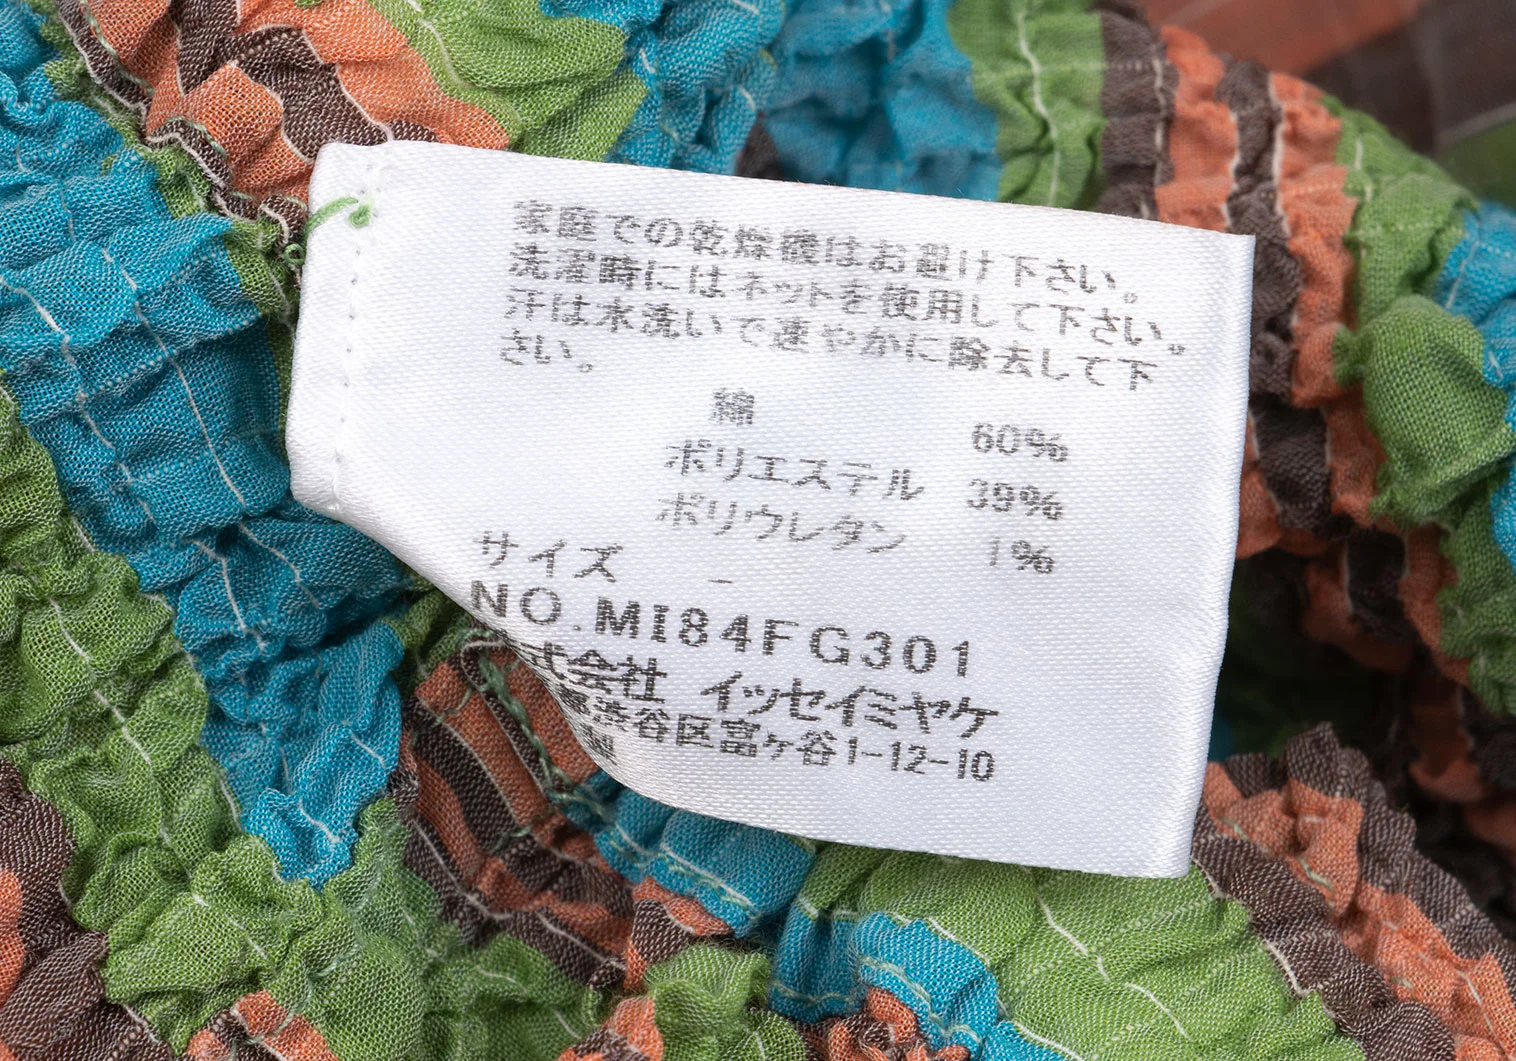 家庭での乾燥機はお避け下さい。
洗濯時にはネットを使用して下さい。
汗は水洗いで速やかに除去して下
さい。
綿 60%
ポリエステル 39%
ポリウレタン 1%
サイズ -
NO.MI84FG301
式会社 イッセイミヤケ
渋谷区富ヶ谷1-12-10